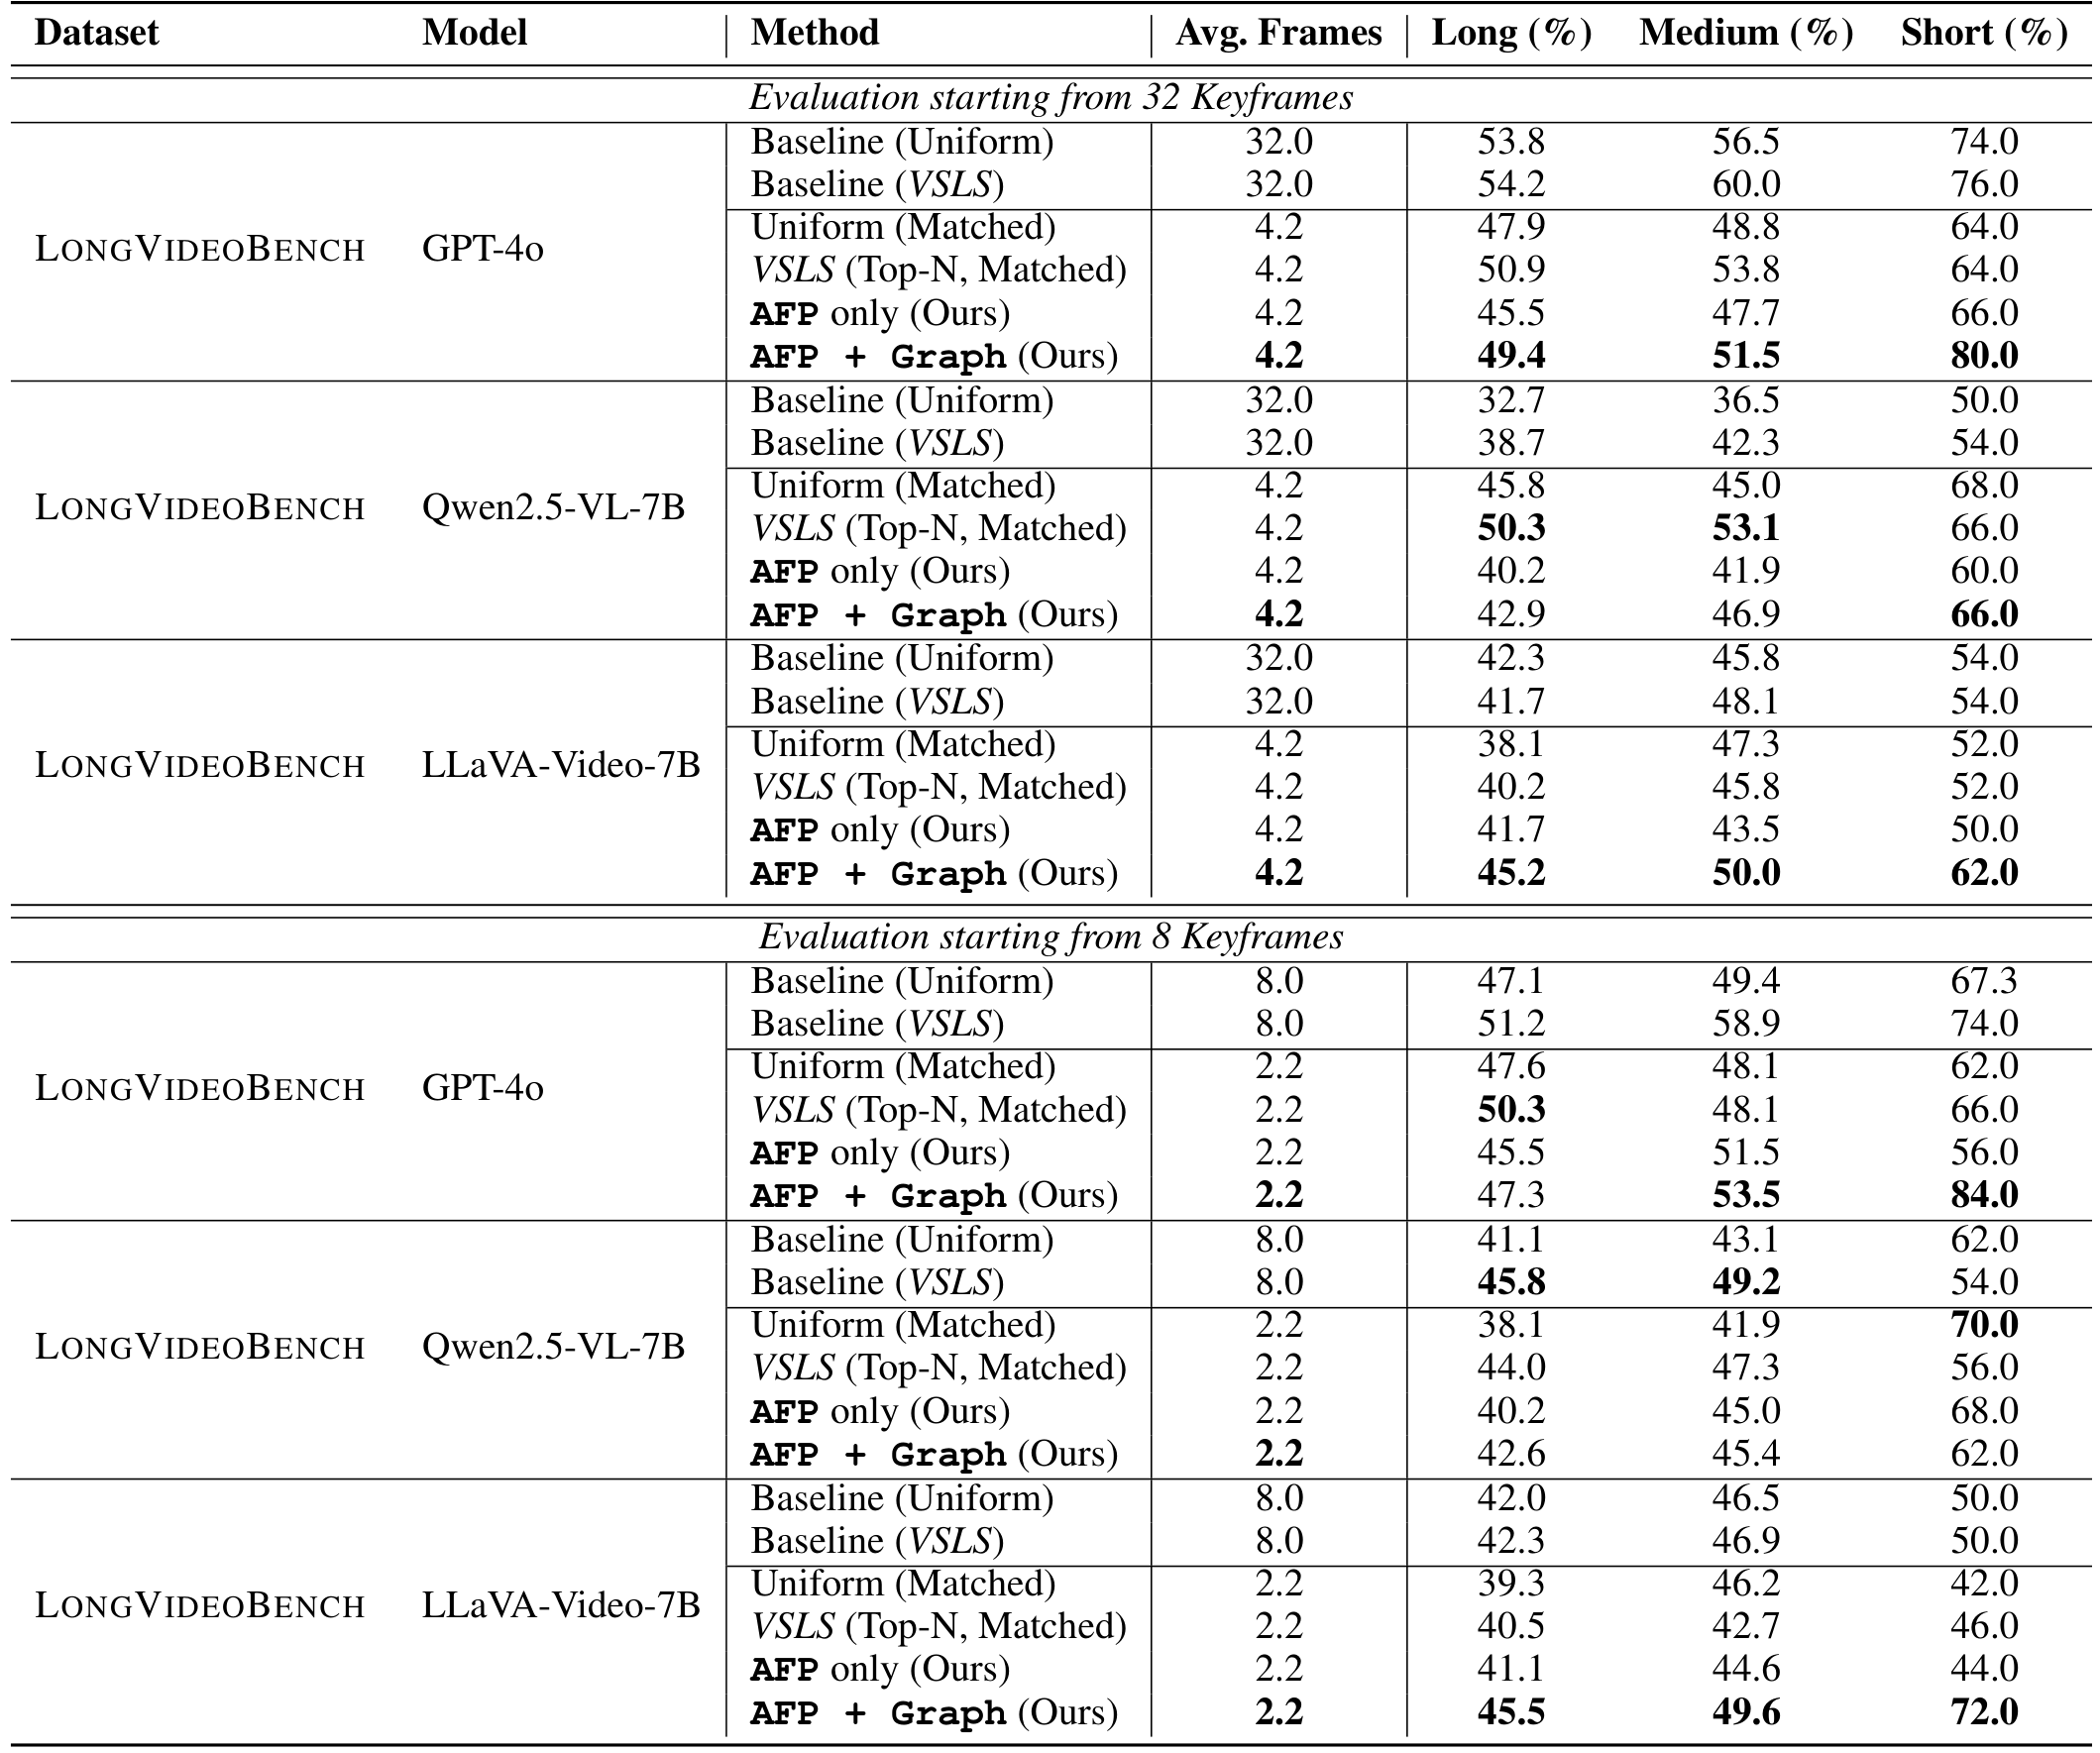 Dataset Model Method Avg. Frames Long (%) Medium (%) Short (%)
Evaluation starting from 32 Keyframes
Baseline (Uniform) 32.0 53.8 56.5 74.0
Baseline (VSLS) 32.0 54.2 60.0 76.0
Uniform (Matched) 4.2 47.9 48.8 64.0
LONGVIDEOBENCH GPT-4o
VSLS (Top-N, Matched) 4.2 50.9 53.8 64.0
AFP only (Ours) 4.2 45.5 47.7 66.0
AFP + Graph (Ours) 4.2 49.4 51.5 80.0
Baseline (Uniform) 32.0 32.7 36.5 50.0
Baseline (VSLS) 32.0 38.7 42.3 54.0
Uniform (Matched) 4.2 45.8 45.0 68.0
LONGVIDEOBENCH Qwen2.5-VL-7B
VSLS (Top-N, Matched) 4.2 50.3 53.1 66.0
AFP only (Ours) 4.2 40.2 41.9 60.0
AFP + Graph (Ours) 4.2 42.9 46.9 66.0
Baseline (Uniform) 32.0 42.3 45.8 54.0
Baseline (VSLS) 32.0 41.7 48.1 54.0
Uniform (Matched) 4.2 38.1 47.3 52.0
LONGVIDEOBENCH LLaVA-Video-7B
VSLS (Top-N, Matched) 4.2 40.2 45.8 52.0
AFP only (Ours) 4.2 41.7 43.5 50.0
AFP + Graph (Ours) 4.2 45.2 50.0 62.0
Evaluation starting from 8 Keyframes
Baseline (Uniform) 8.0 47.1 49.4 67.3
Baseline (VSLS) 8.0 51.2 58.9 74.0
Uniform (Matched) 2.2 47.6 48.1 62.0
LONGVIDEOBENCH GPT-4o
VSLS (Top-N, Matched) 2.2 50.3 48.1 66.0
AFP only (Ours) 2.2 45.5 51.5 56.0
AFP + Graph (Ours) 2.2 47.3 53.5 84.0
Baseline (Uniform) 8.0 41.1 43.1 62.0
Baseline (VSLS) 8.0 45.8 49.2 54.0
Uniform (Matched) 2.2 38.1 41.9 70.0
LONGVIDEOBENCH Qwen2.5-VL-7B
VSLS (Top-N, Matched) 2.2 44.0 47.3 56.0
AFP only (Ours) 2.2 40.2 45.0 68.0
AFP + Graph (Ours) 2.2 42.6 45.4 62.0
Baseline (Uniform) 8.0 42.0 46.5 50.0
Baseline (VSLS) 8.0 42.3 46.9 50.0
Uniform (Matched) 2.2 39.3 46.2 42.0
LONGVIDEOBENCH LLaVA-Video-7B
VSLS (Top-N, Matched) 2.2 40.5 42.7 46.0
AFP only (Ours) 2.2 41.1 44.6 44.0
AFP + Graph (Ours) 2.2 45.5 49.6 72.0